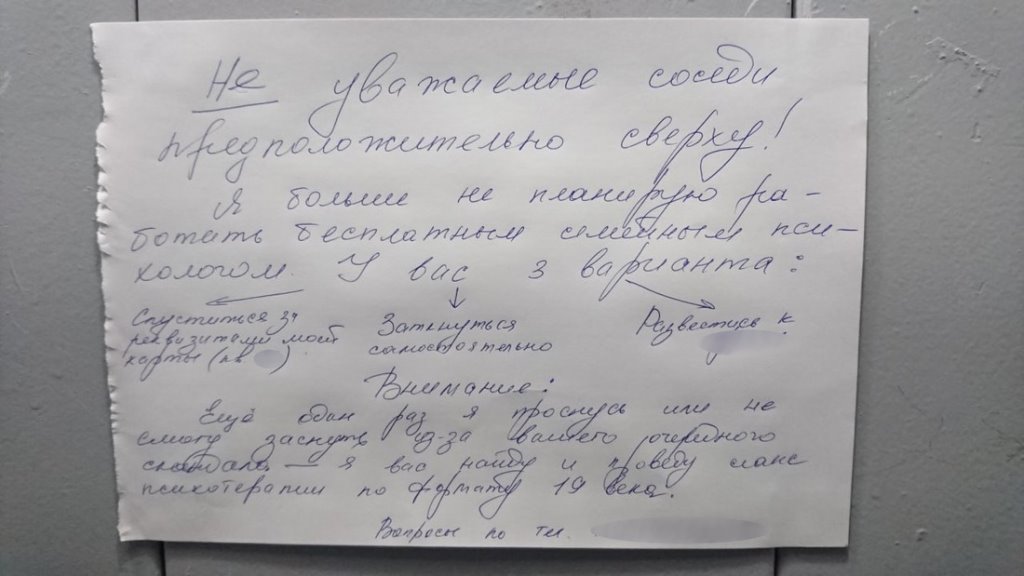 Не уважаемые соседи
предположительно сверху!
Я больше не планирую ра-
ботать бесплатным семейным пси-
хологом. У вас 3 варианта:
Спуститься за
реквизитами моей
карты (кв )
Заткнуться
самостоятельно
Развестись к
Внимание:
Ещё один раз я проснусь или не
смогу заснуть из-за вашего очередного
скандала — я вас найду и проведу сеанс
психотерапии по формату 19 века.
Вопросы по тел.